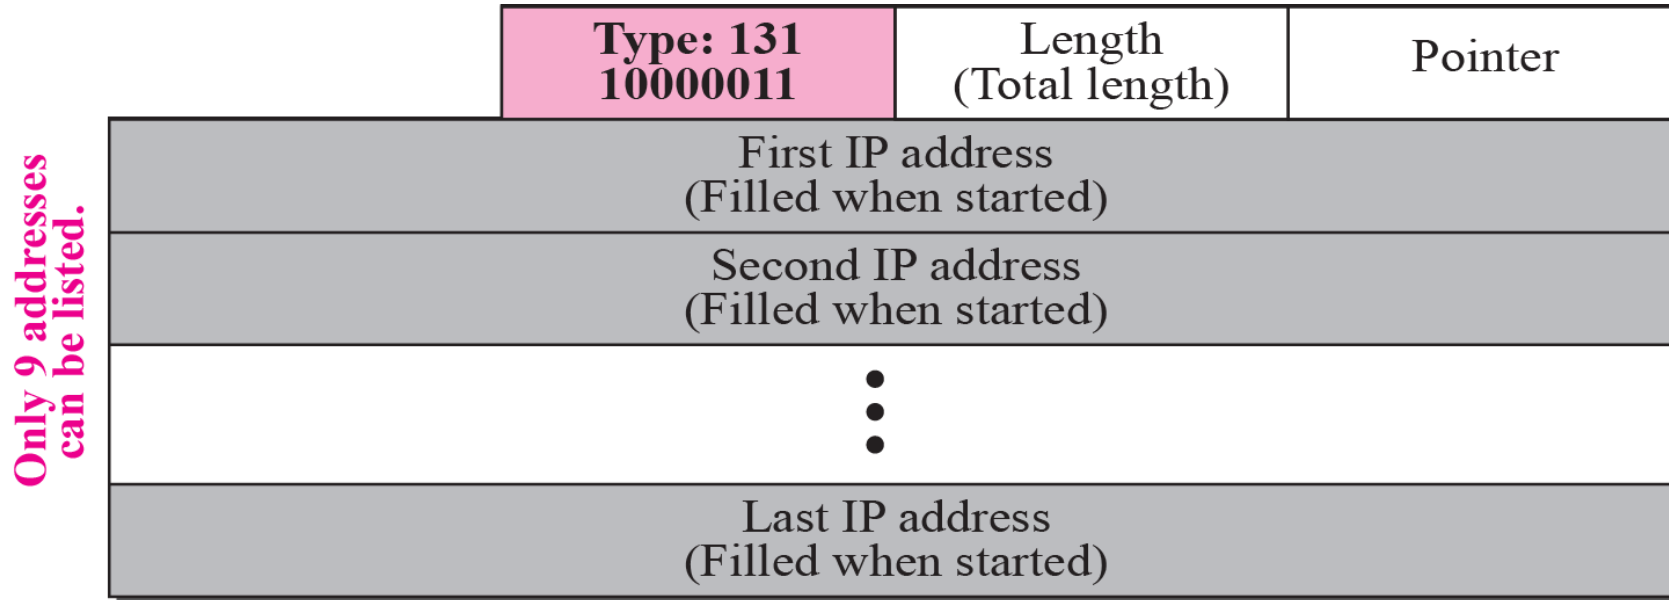 Type: 131
10000011
Length
(Total length)
Pointer
Only 9 addresses
can be listed.
First IP address
(Filled when started)
Second IP address
(Filled when started)
Last IP address
(Filled when started)